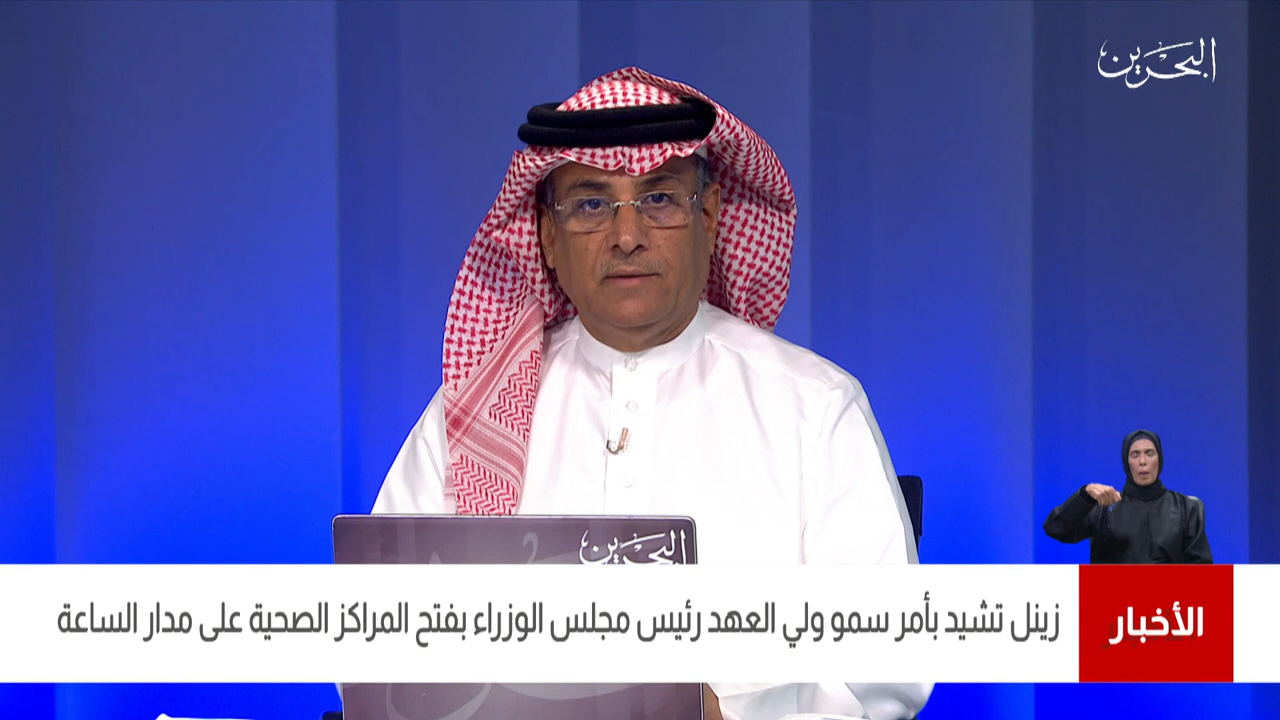 البحرين
البحرين
الأخبار
زينل تشيد بأمر سمو ولي العهد رئيس مجلس الوزراء بفتح المراكز الصحية على مدار الساعة